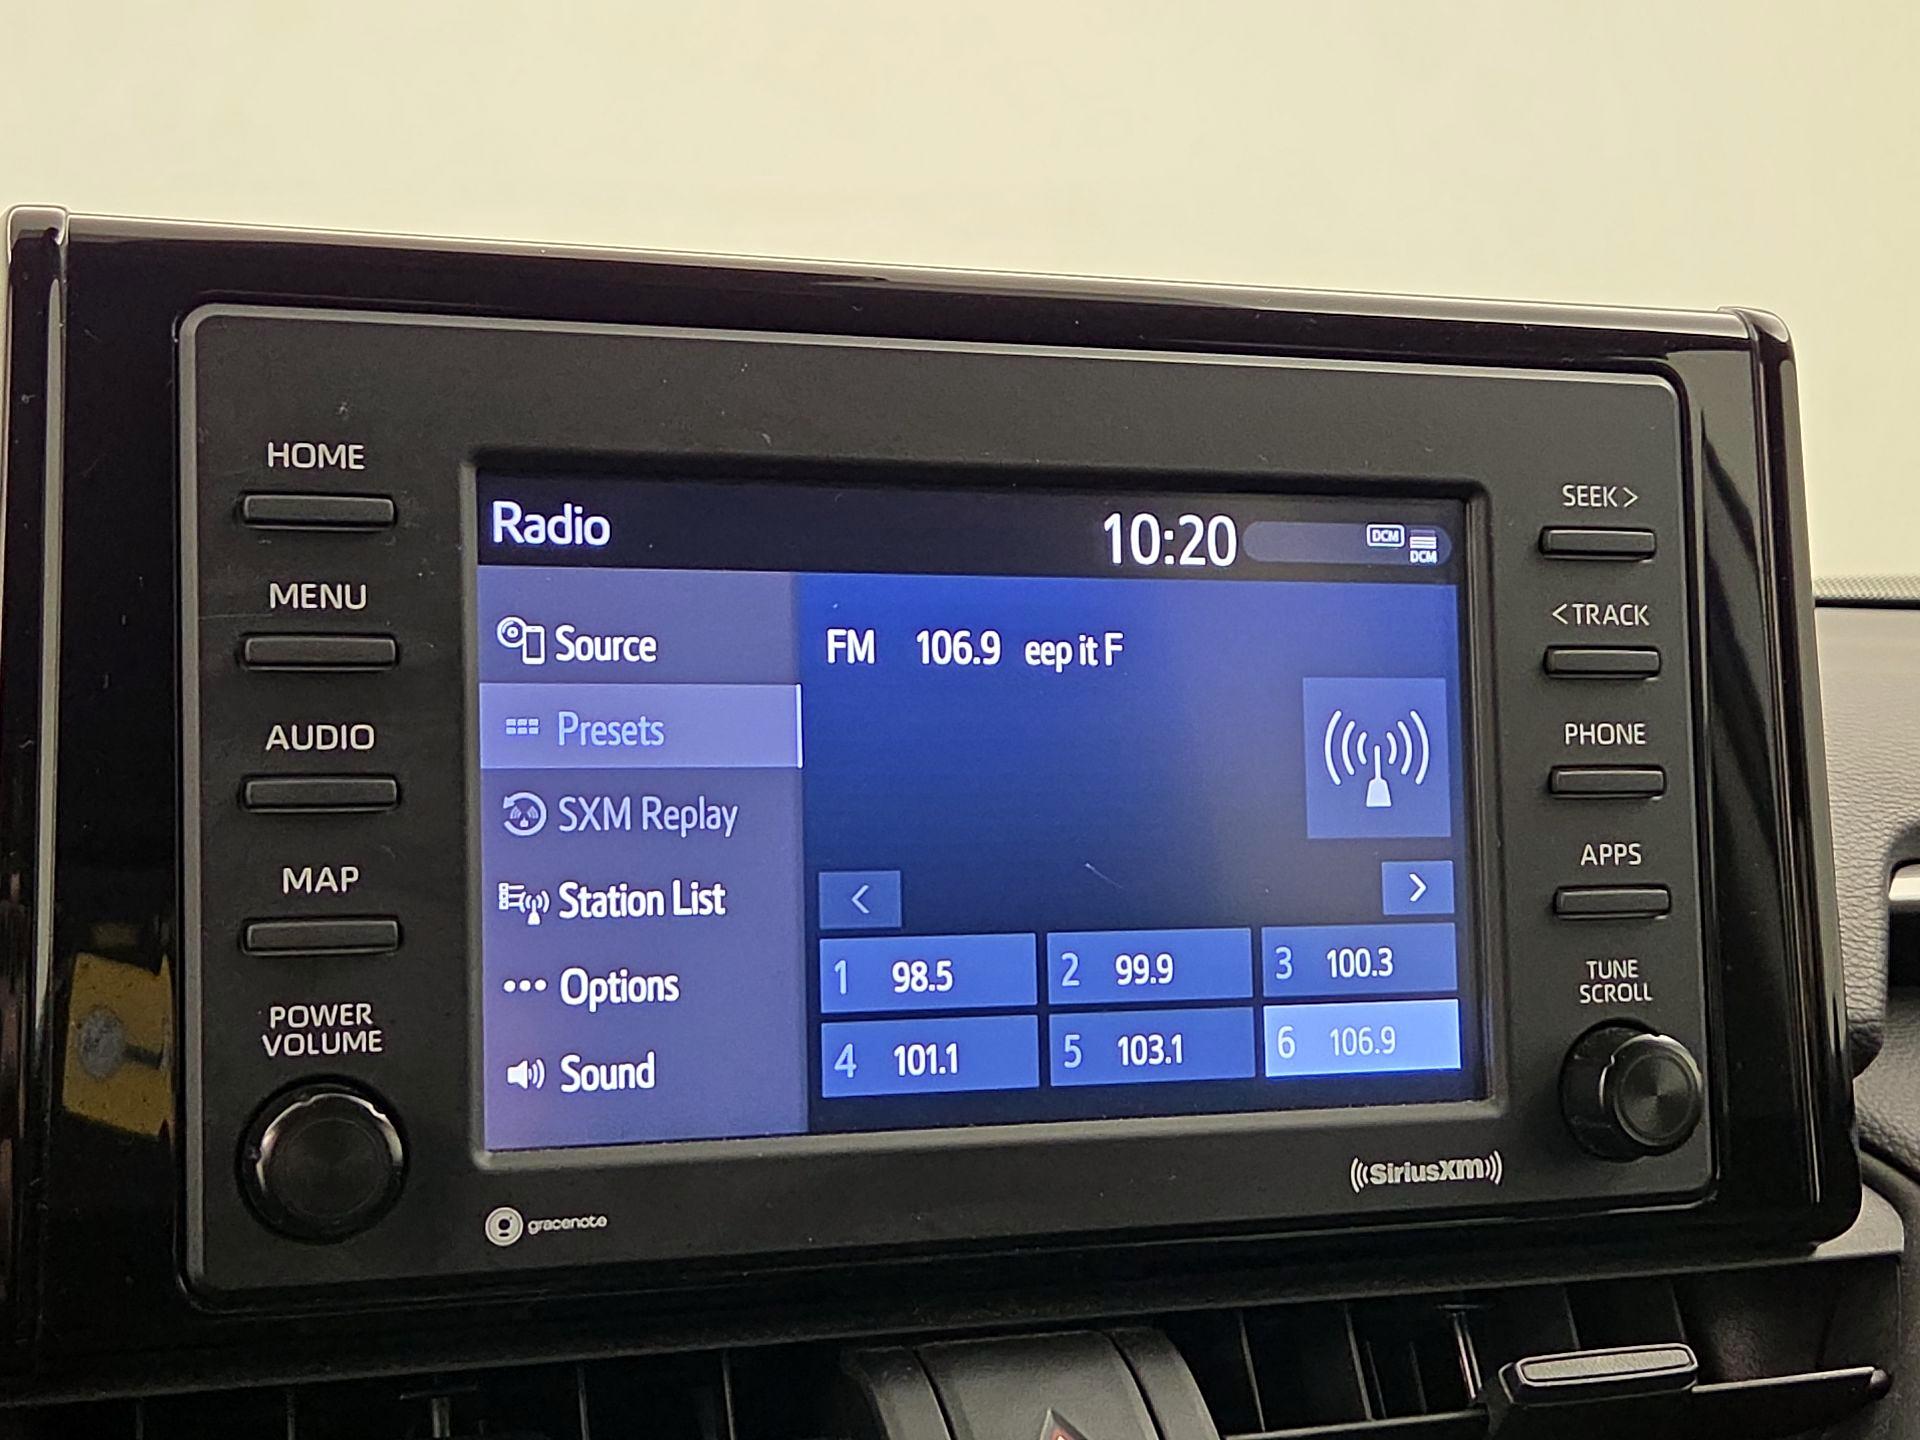 HOME
MENU
AUDIO
MAP
POWER
VOLUME
Radio
10:20
DCM
DCM
Source
Presets
SXM Replay
Station List
Options
Sound
FM 106.9 eep it F
<
>
1 98.5
2 99.9
3 100.3
4 101.1
5 103.1
6 106.9
SEEK >
< TRACK
PHONE
APPS
TUNE
SCROLL
gracenote
((SiriusXM))